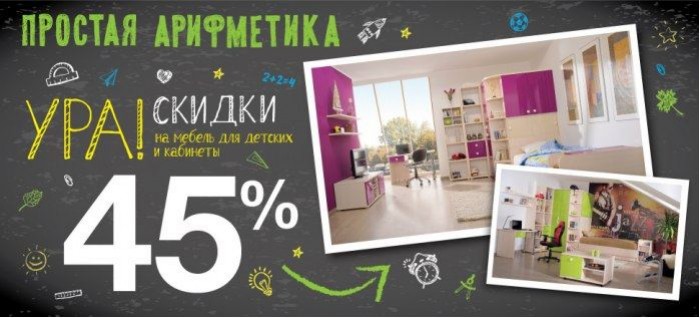 ПРОСТАЯ АРИФМЕТИКА
2+2=4
УРА! СКИДКИ
на мебель для детских
и кабинеты
45%